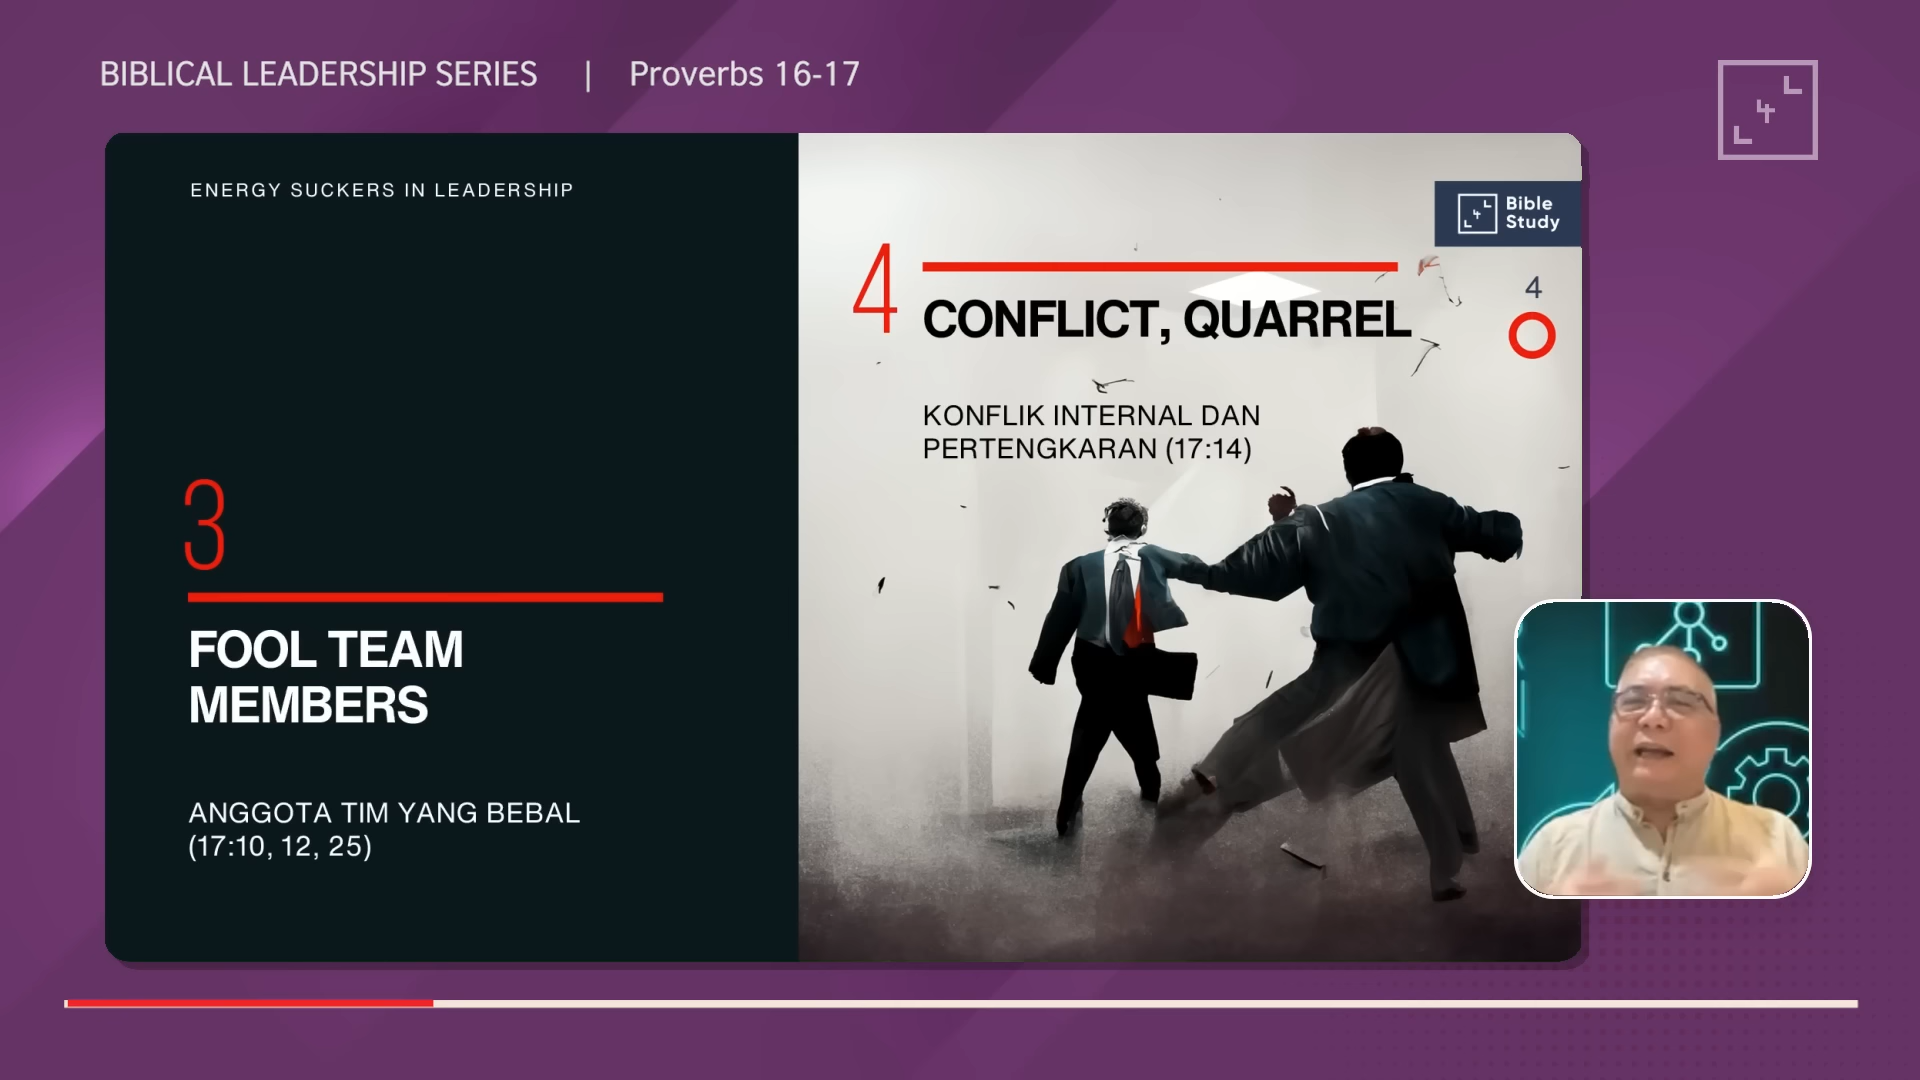 BIBLICAL LEADERSHIP SERIES | Proverbs 16-17
ENERGY SUCKERS IN LEADERSHIP
3
FOOL TEAM
MEMBERS
ANGGOTA TIM YANG BEBAL
(17:10, 12, 25)
Bible
Study
4
4
CONFLICT, QUARREL
KONFLIK INTERNAL DAN
PERTENGKARAN (17:14)